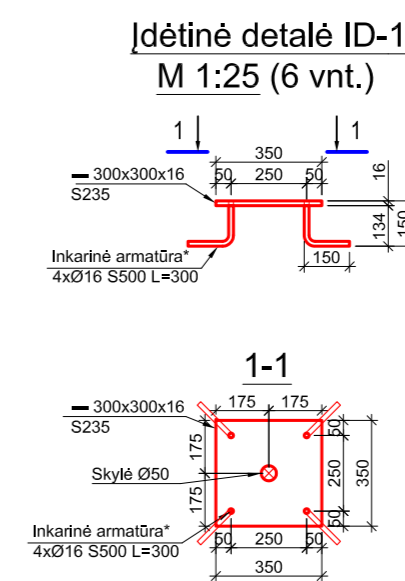 Įdėtinė detalė ID-1
M 1:25 (6 vnt.)
1 1
350
50 250 50
16
300x300x16
S235
134
150
Inkarinė armatūra*
4xØ16 S500 L=300
150
1-1
300x300x16
S235
175 175
50
175
Skylė Ø50
250
350
175
50
Inkarinė armatūra*
4xØ16 S500 L=300
50 250 50
350